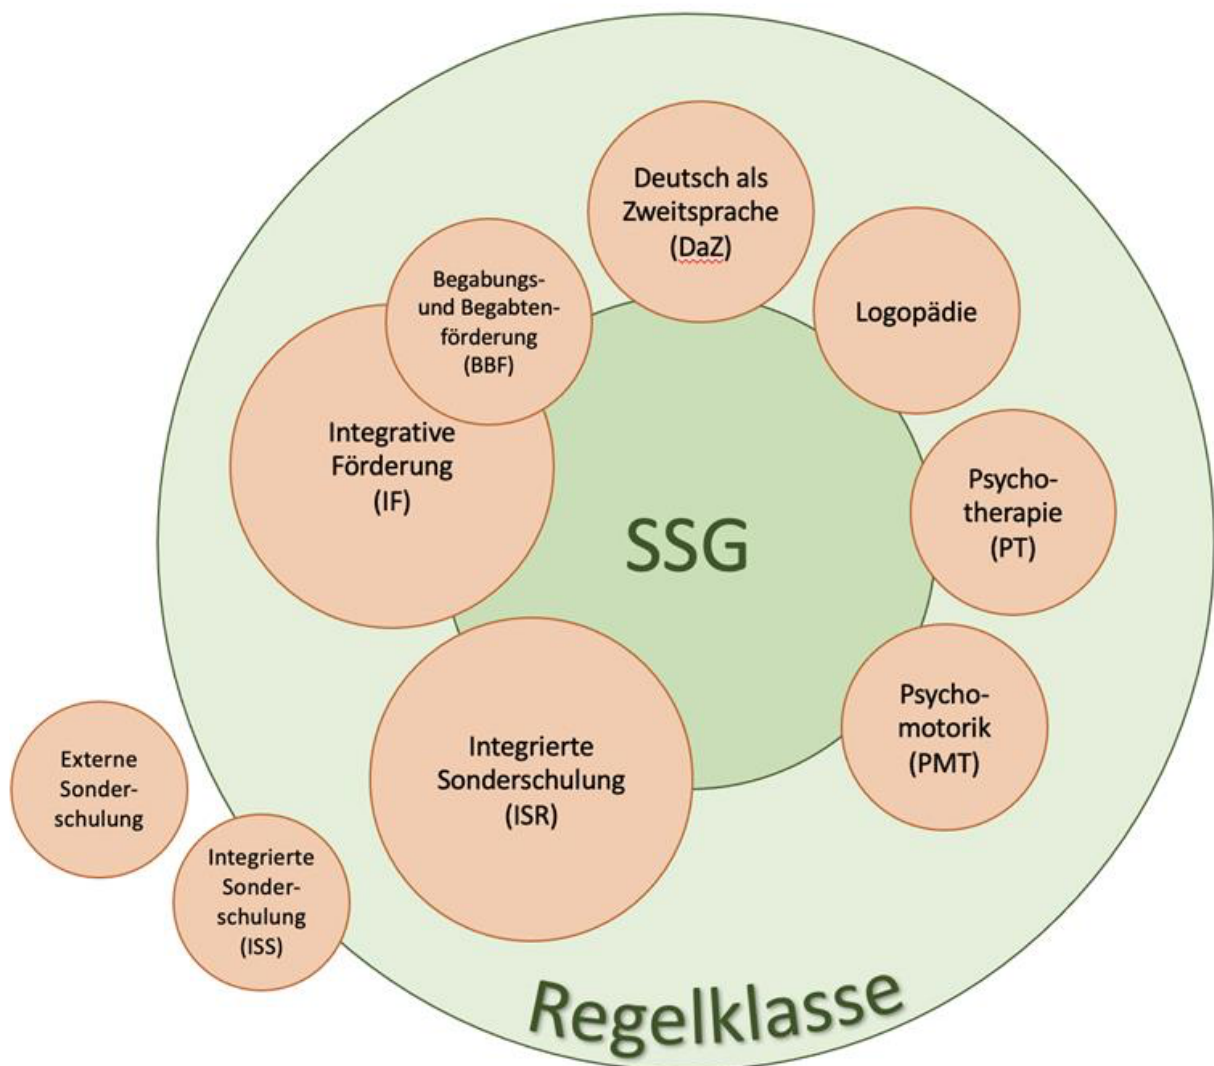 Deutsch als
Zweitsprache
(DaZ)
Begabungs-
und Begabten-
förderung
(BBF)
Logopädie
Integrative
Förderung
(IF)
Psycho-
therapie
(PT)
SSG
Psycho-
motorik
(PMT)
Integrierte
Sonderschulung
(ISR)
Externe
Sonder-
schulung
Integrierte
Sonder-
schulung
(ISS)
Regelklasse